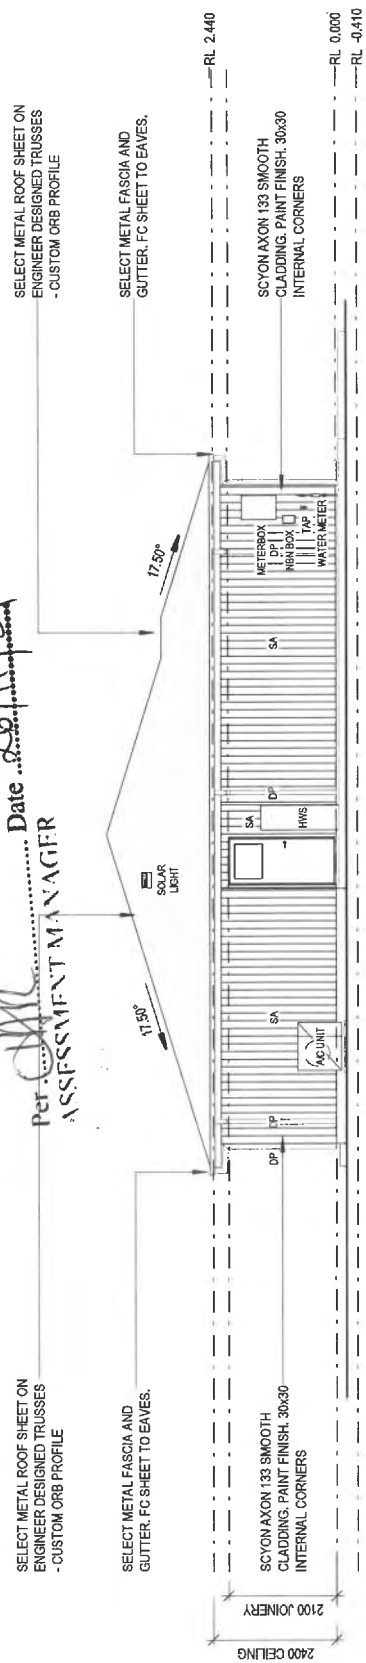 Per ........ Date ........
ASSESSMENT MANAGER
SELECT METAL ROOF SHEET ON
ENGINEER DESIGNED TRUSSES
- CUSTOM ORB PROFILE
SELECT METAL FASCIA AND
GUTTER. FC SHEET TO EAVES.
SCYON AXON 133 SMOOTH
CLADDING. PAINT FINISH. 30x30
INTERNAL CORNERS
2400 CEILING
2100 JOINERY
17.50°
SOLAR
LIGHT
17.50°
DP
DP
SA
A/C UNIT
SA
HWS
DP
SA
METERBOX
DP
NBN BOX
TAP
WATER METER
SELECT METAL ROOF SHEET ON
ENGINEER DESIGNED TRUSSES
- CUSTOM ORB PROFILE
SELECT METAL FASCIA AND
GUTTER. FC SHEET TO EAVES.
SCYON AXON 133 SMOOTH
CLADDING. PAINT FINISH. 30x30
INTERNAL CORNERS
RL 2.440
RL 0.000
RL -0.410